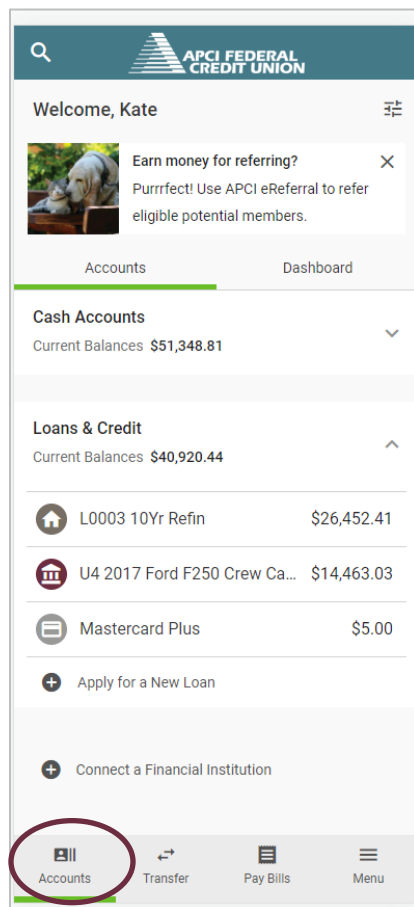 APCI FEDERAL
CREDIT UNION
Welcome, Kate
Earn money for referring?
Purrrfect! Use APCI eReferral to refer
eligible potential members.
Accounts Dashboard
Cash Accounts
Current Balances $51,348.81
Loans & Credit
Current Balances $40,920.44
L0003 10Yr Refin $26,452.41
U4 2017 Ford F250 Crew Ca... $14,463.03
Mastercard Plus $5.00
Apply for a New Loan
Connect a Financial Institution
Accounts Transfer Pay Bills Menu